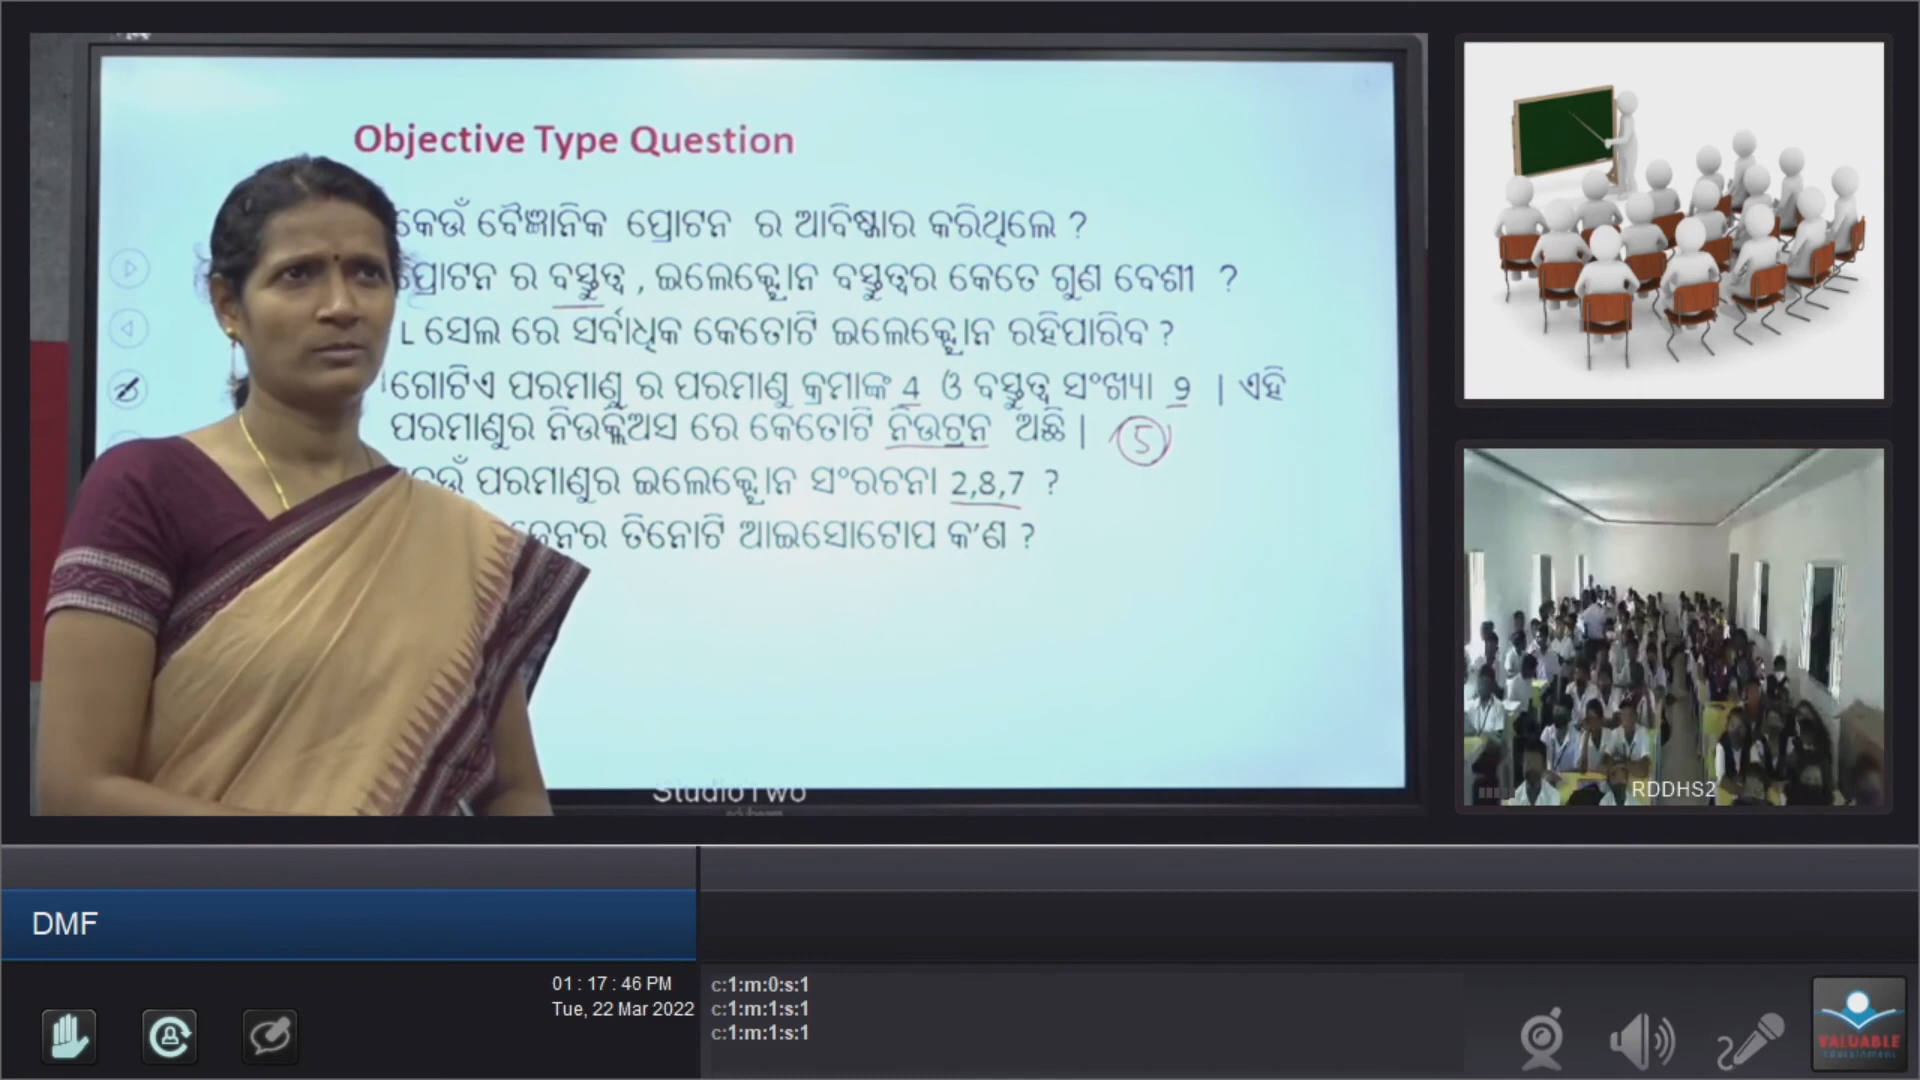 Objective Type Question
କେଉଁ ବୈଜ୍ଞାନିକ ପ୍ରୋଟନ ର ଆବିଷ୍କାର କରିଥିଲେ ?
ପ୍ରୋଟନ ର ବସ୍ତୁତ୍ୱ , ଇଲେକ୍ଟ୍ରୋନ ବସ୍ତୁତ୍ୱର କେତେ ଗୁଣ ବେଶୀ ?
L ସେଲ ରେ ସର୍ବାଧିକ କେତୋଟି ଇଲେକ୍ଟ୍ରୋନ ରହିପାରିବ ?
ଗୋଟିଏ ପରମାଣୁ ର ପରମାଣୁ କ୍ରମାଙ୍କ 4 ଓ ବସ୍ତୁତ୍ୱ ସଂଖ୍ୟା 9 | ଏହି
ପରମାଣୁର ନିଉକ୍ଲିଅସ ରେ କେତୋଟି ନିଉଟ୍ରନ ଅଛି | 5
ପରମାଣୁର ଇଲେକ୍ଟ୍ରୋନ ସଂରଚନା 2,8,7 ?
ତିନୋଟି ଆଇସୋଟୋପ କ'ଣ ?
StudioTwo
RDDHS2
DMF
01 : 17 : 46 PM
Tue, 22 Mar 2022
c:1:m:0:s:1
c:1:m:1:s:1
c:1:m:1:s:1
VALUABLE